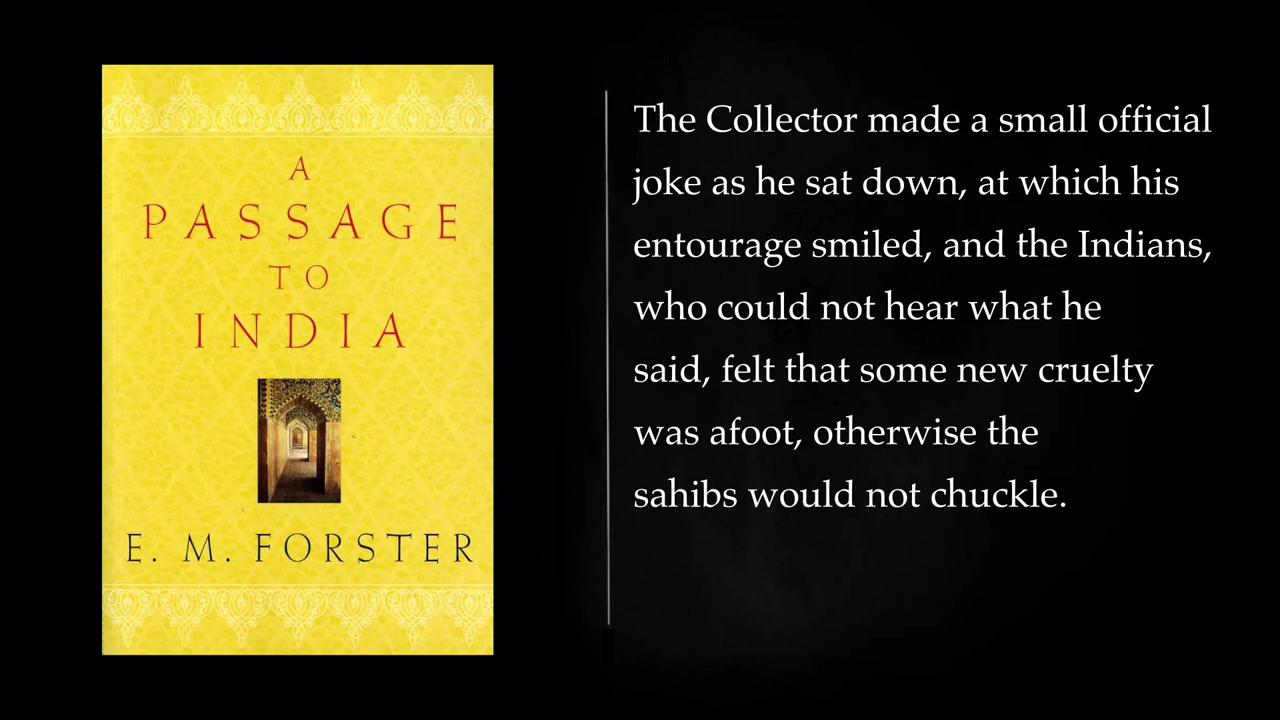 A
PASSAGE
TO
INDIA
E. M. FORSTER
The Collector made a small official
joke as he sat down, at which his
entourage smiled, and the Indians,
who could not hear what he
said, felt that some new cruelty
was afoot, otherwise the
sahibs would not chuckle.